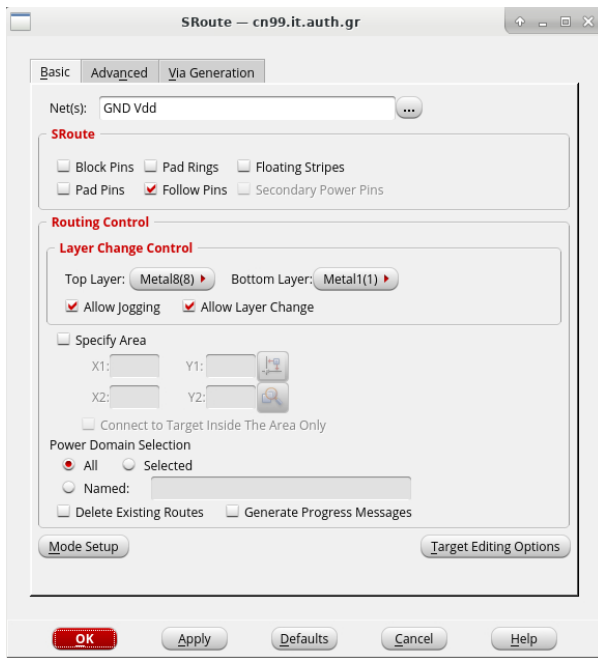 SRoute — cn99.it.auth.gr
Basic Advanced Via Generation
Net(s): GND Vdd ...
SRoute
Block Pins Pad Rings Floating Stripes
Pad Pins Follow Pins Secondary Power Pins
Routing Control
Layer Change Control
Top Layer: Metal8(8) Bottom Layer: Metal1(1)
Allow Jogging Allow Layer Change
Specify Area
X1: Y1:
X2: Y2:
Connect to Target Inside The Area Only
Power Domain Selection
All Selected
Named:
Delete Existing Routes Generate Progress Messages
Mode Setup Target Editing Options
OK Apply Defaults Cancel Help